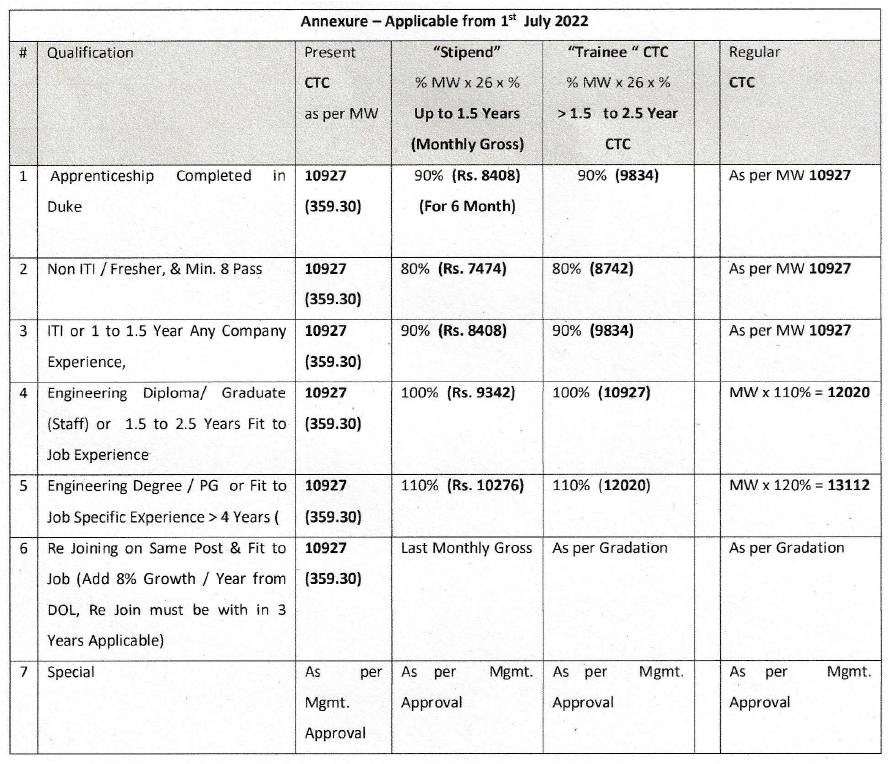 Annexure – Applicable from 1st July 2022
# Qualification Present CTC as per MW "Stipend" % MW x 26 x % Up to 1.5 Years (Monthly Gross) "Trainee " CTC % MW x 26 x % > 1.5 to 2.5 Year CTC Regular CTC
1 Apprenticeship Completed in Duke 10927 (359.30) 90% (Rs. 8408) (For 6 Month) 90% (9834) As per MW 10927
2 Non ITI / Fresher, & Min. 8 Pass 10927 (359.30) 80% (Rs. 7474) 80% (8742) As per MW 10927
3 ITI or 1 to 1.5 Year Any Company Experience, 10927 (359.30) 90% (Rs. 8408) 90% (9834) As per MW 10927
4 Engineering Diploma/ Graduate (Staff) or 1.5 to 2.5 Years Fit to Job Experience 10927 (359.30) 100% (Rs. 9342) 100% (10927) MW x 110% = 12020
5 Engineering Degree / PG or Fit to Job Specific Experience > 4 Years ( 10927 (359.30) 110% (Rs. 10276) 110% (12020) MW x 120% = 13112
6 Re Joining on Same Post & Fit to Job (Add 8% Growth / Year from DOL, Re Join must be with in 3 Years Applicable) 10927 (359.30) Last Monthly Gross As per Gradation As per Gradation
7 Special As per Mgmt. Approval As per Mgmt. Approval As per Mgmt. Approval As per Mgmt. Approval